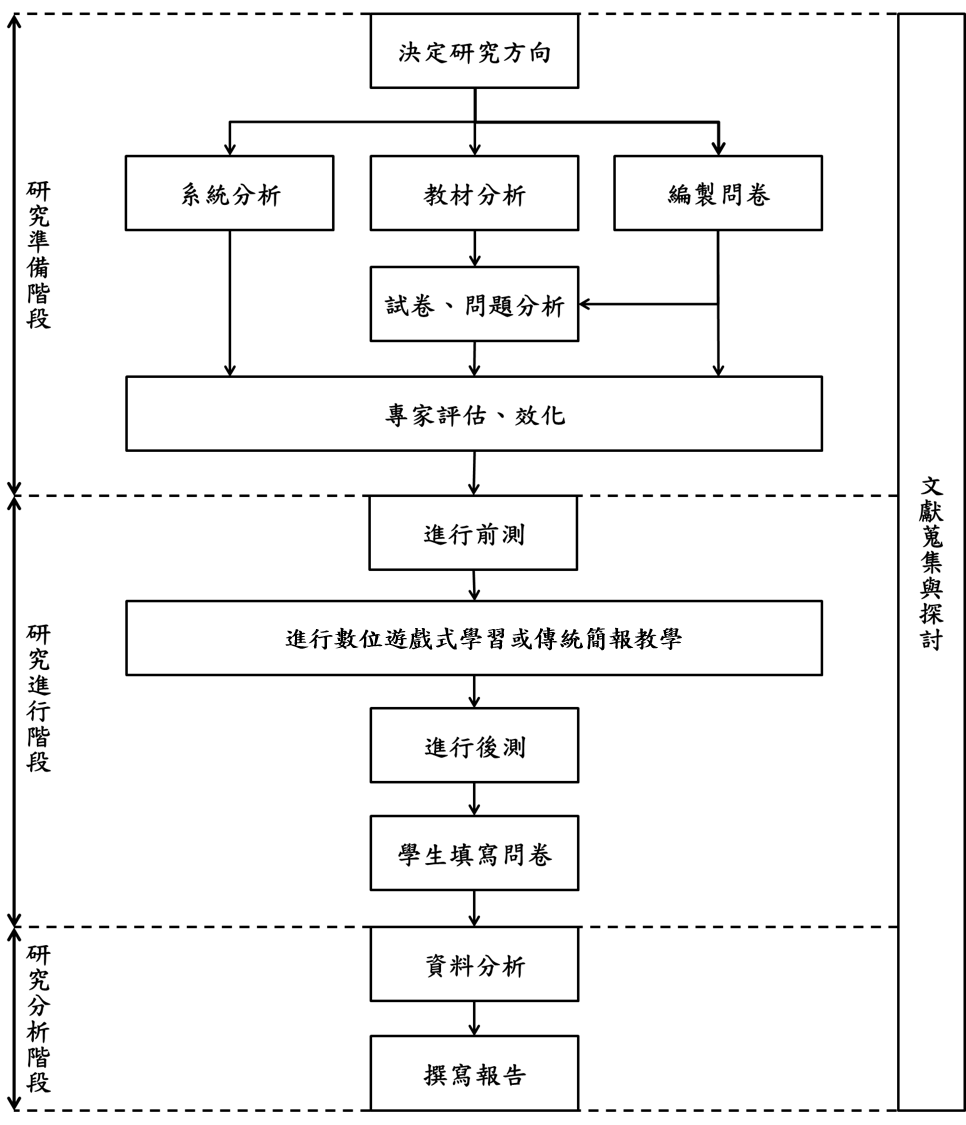 決定研究方向
系統分析
教材分析
編製問卷
研究準備階段
試卷、問題分析
專家評估、效化
文獻蒐集與探討
進行前測
進行數位遊戲式學習或傳統簡報教學
研究進行階段
進行後測
學生填寫問卷
資料分析
研究分析階段
撰寫報告